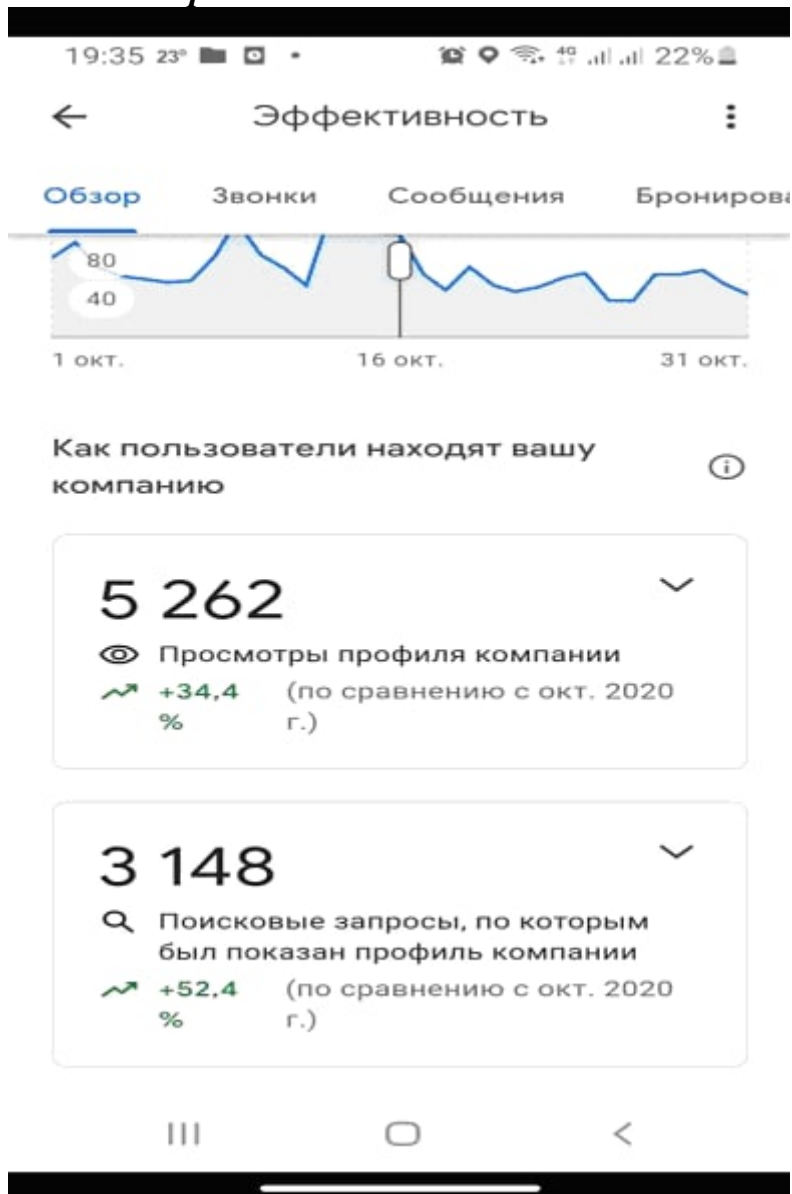 19:35 23° 4G 22%
Эффективность
Обзор Звонки Сообщения Брониров
80
40
1 окт. 16 окт. 31 окт.
Как пользователи находят вашу
компанию
5 262
Просмотры профиля компании
+34,4 (по сравнению с окт. 2020
% г.)
3 148
Поисковые запросы, по которым
был показан профиль компании
+52,4 (по сравнению с окт. 2020
% г.)